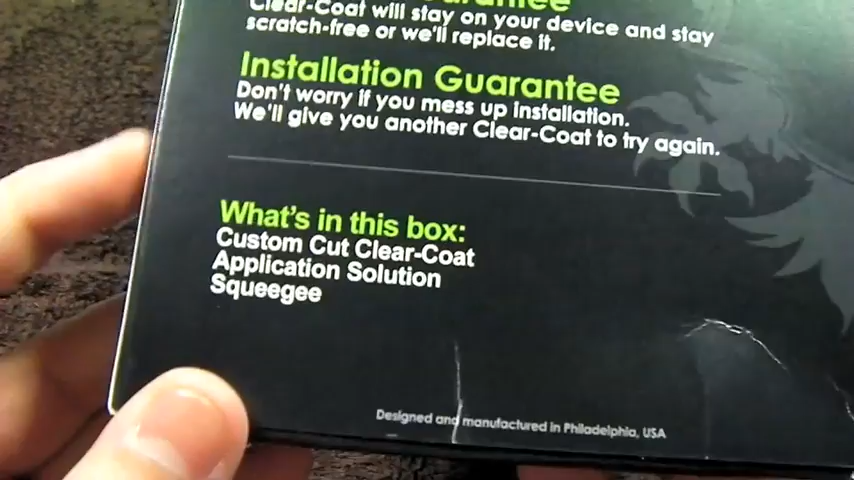 Guarantee
Clear-Coat will stay on your device and stay
scratch-free or we'll replace it.
Installation Guarantee
Don't worry if you mess up installation.
We'll give you another Clear-Coat to try again.
What's in this box:
Custom Cut Clear-Coat
Application Solution
Squeegee
Designed and manufactured in Philadelphia, USA